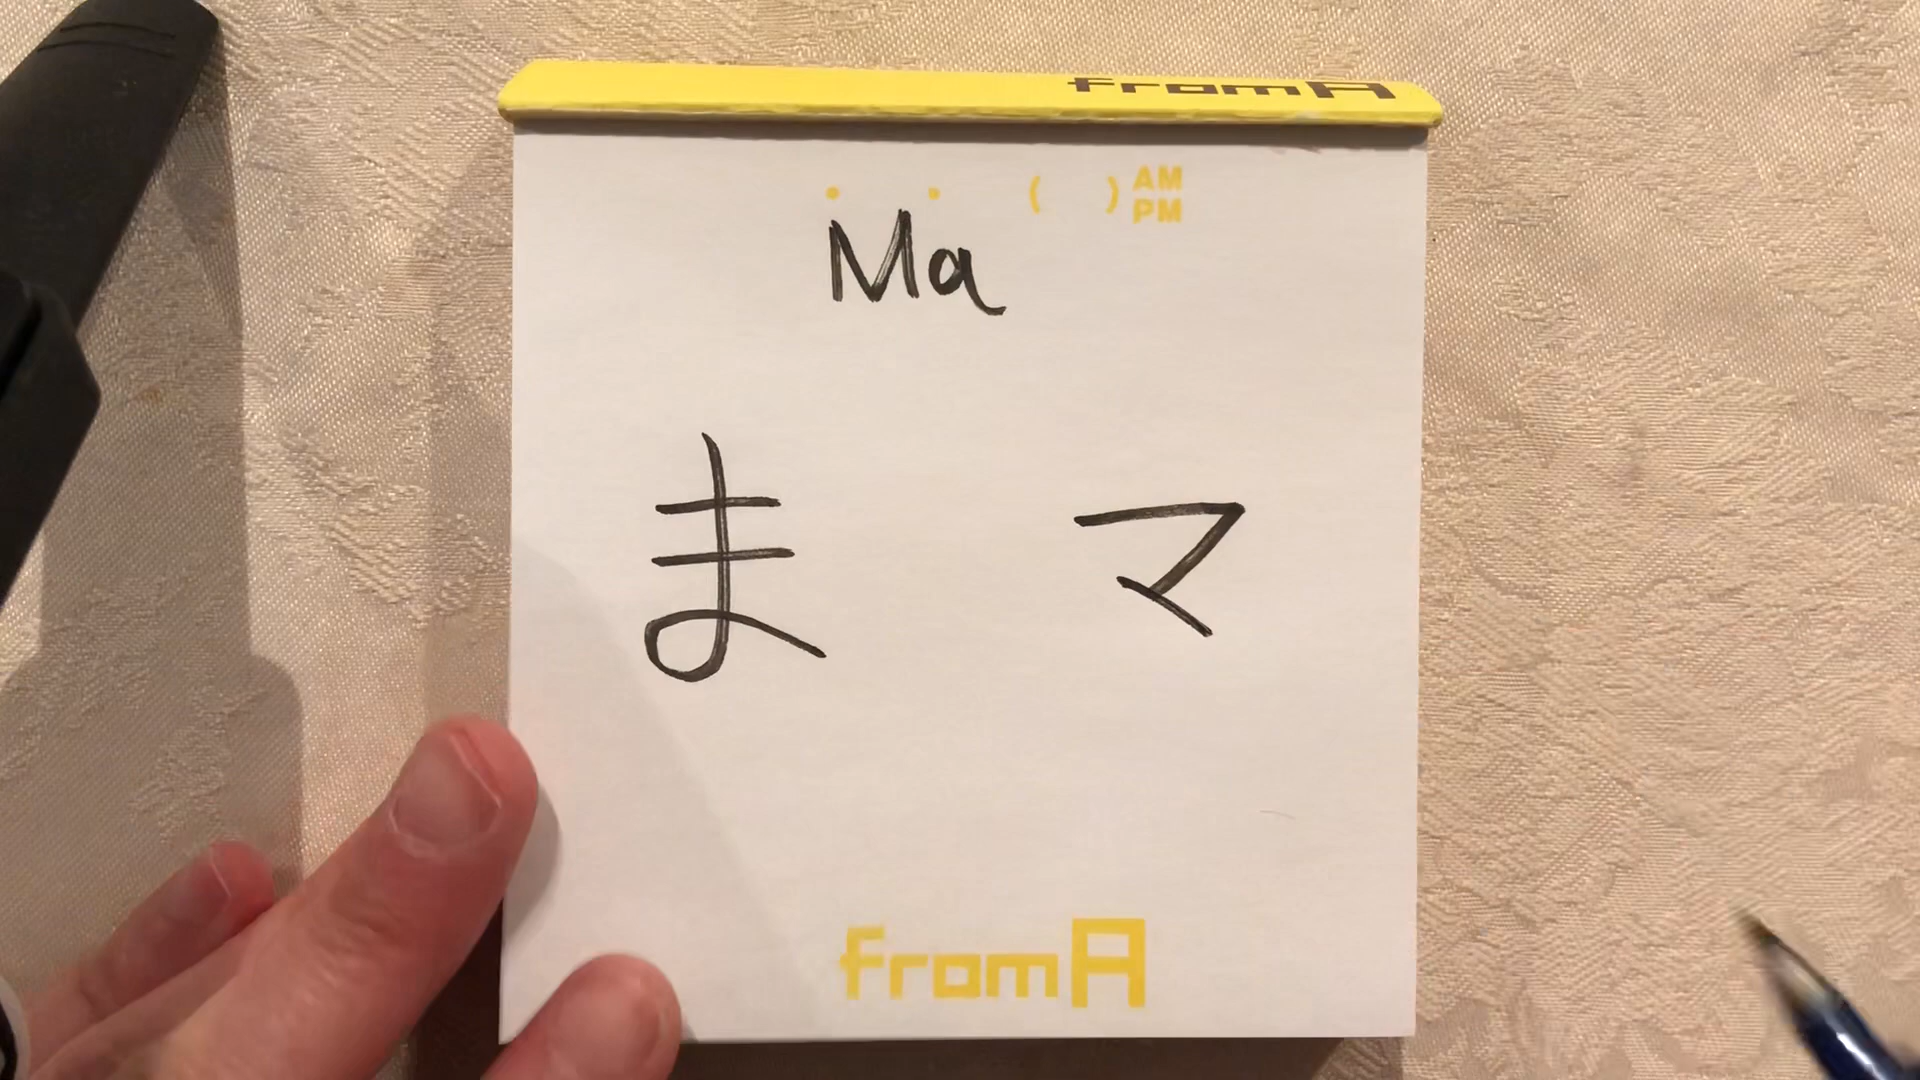 fromA
. . ( ) AM
PM
Ma
ま マ
fromA